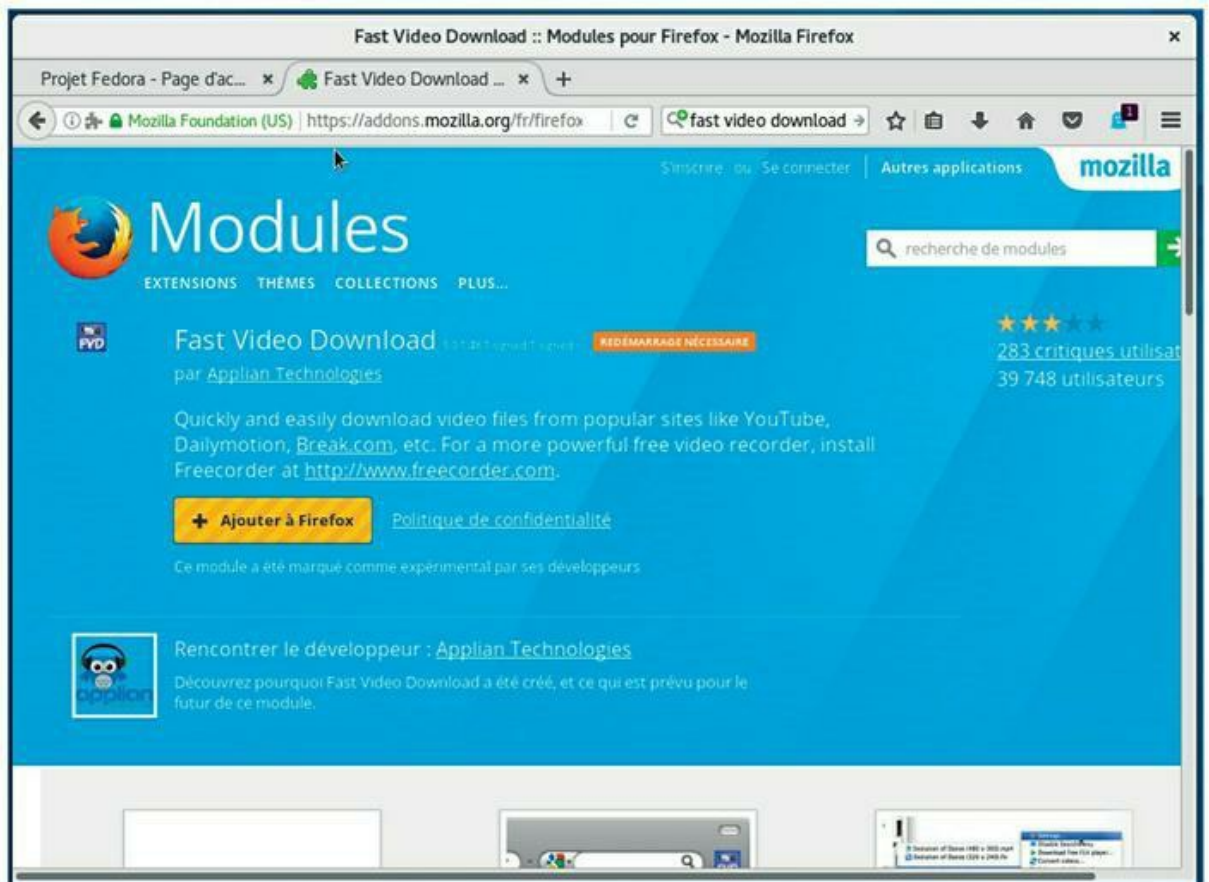 Fast Video Download :: Modules pour Firefox - Mozilla Firefox
Projet Fedora - Page d'ac...
Fast Video Download ...
Mozilla Foundation (US)
https://addons.mozilla.org/fr/firefox
fast video download
1
S'inscrire ou Se connecter
Autres applications
mozilla
Modules
recherche de modules
EXTENSIONS THÈMES COLLECTIONS PLUS...
FVD
Fast Video Download
REDÉMARRAGE NÉCESSAIRE
par Applian Technologies
283 critiques utilisat
39 748 utilisateurs
Quickly and easily download video files from popular sites like YouTube,
Dailymotion, Break.com, etc. For a more powerful free video recorder, install
Freecorder at http://www.freecorder.com.
+ Ajouter à Firefox
Politique de confidentialité
Ce module a été marqué comme expérimental par ses développeurs
Rencontrer le développeur : Applian Technologies
Découvrez pourquoi Fast Video Download a été créé, et ce qui est prévu pour le
futur de ce module.
applian